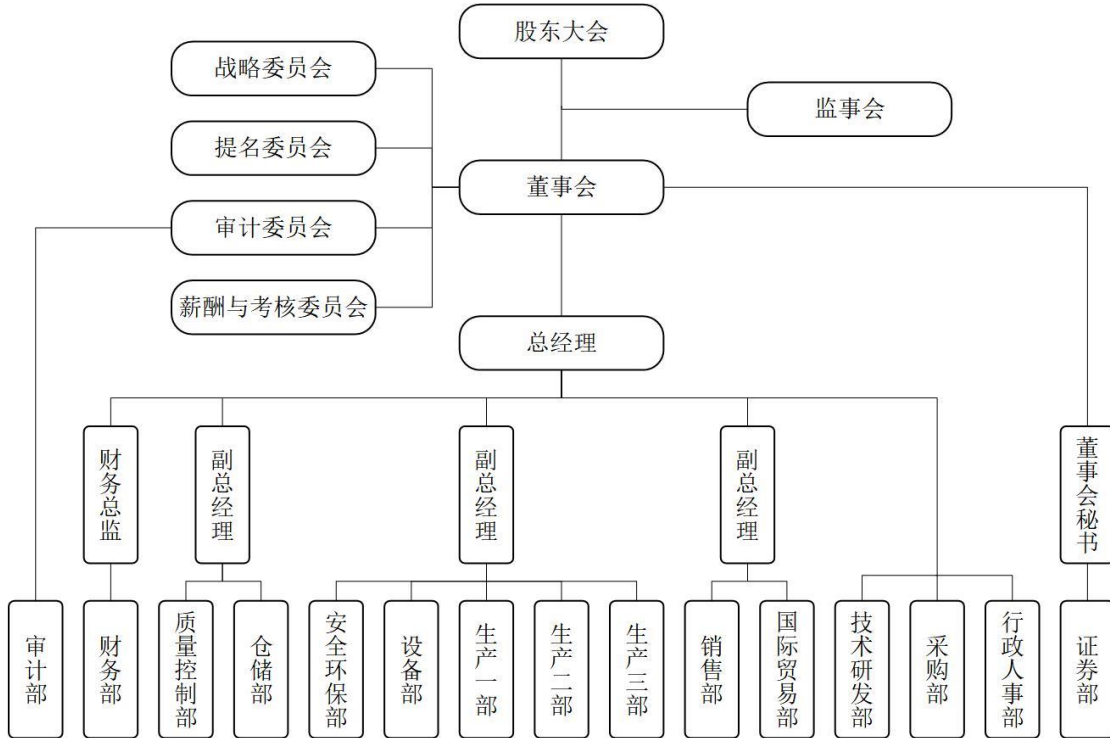 股东大会
战略委员会
监事会
提名委员会
董事会
审计委员会
薪酬与考核委员会
总经理
财务总监
副总经理
副总经理
副总经理
董事会秘书
审计部
财务部
质量控制部
仓储部
安全环保部
设备部
生产一部
生产二部
生产三部
销售部
国际贸易部
技术研发部
采购部
行政人事部
证券部